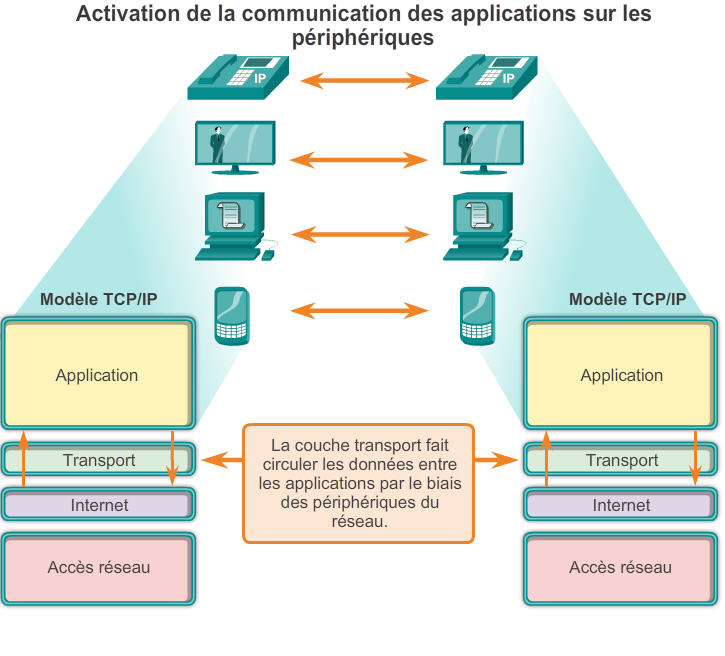 Activation de la communication des applications sur les
périphériques
IP
IP
Modèle TCP/IP
Modèle TCP/IP
Application
Application
Transport
La couche transport fait
circuler les données entre
les applications par le biais
des périphériques du
réseau.
Transport
Internet
Internet
Accès réseau
Accès réseau